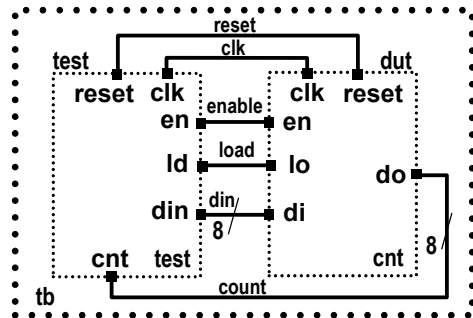 reset
test clk dut
reset clk clk reset
enable
en en
load
ld lo
do
din
din di
8
8
cnt test cnt
tb count